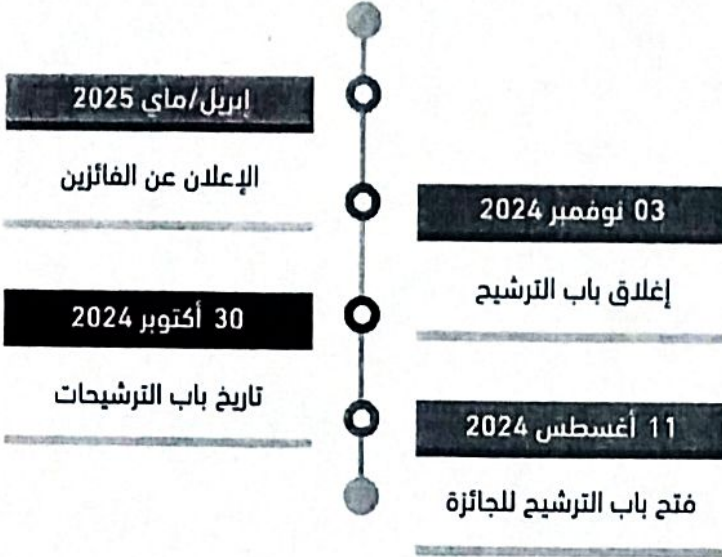 إبريل/ماي 2025
الإعلان عن الفائزين
03 نوفمبر 2024
إغلاق باب الترشيح
30 أكتوبر 2024
تاريخ باب الترشيحات
11 أغسطس 2024
فتح باب الترشيح للجائزة